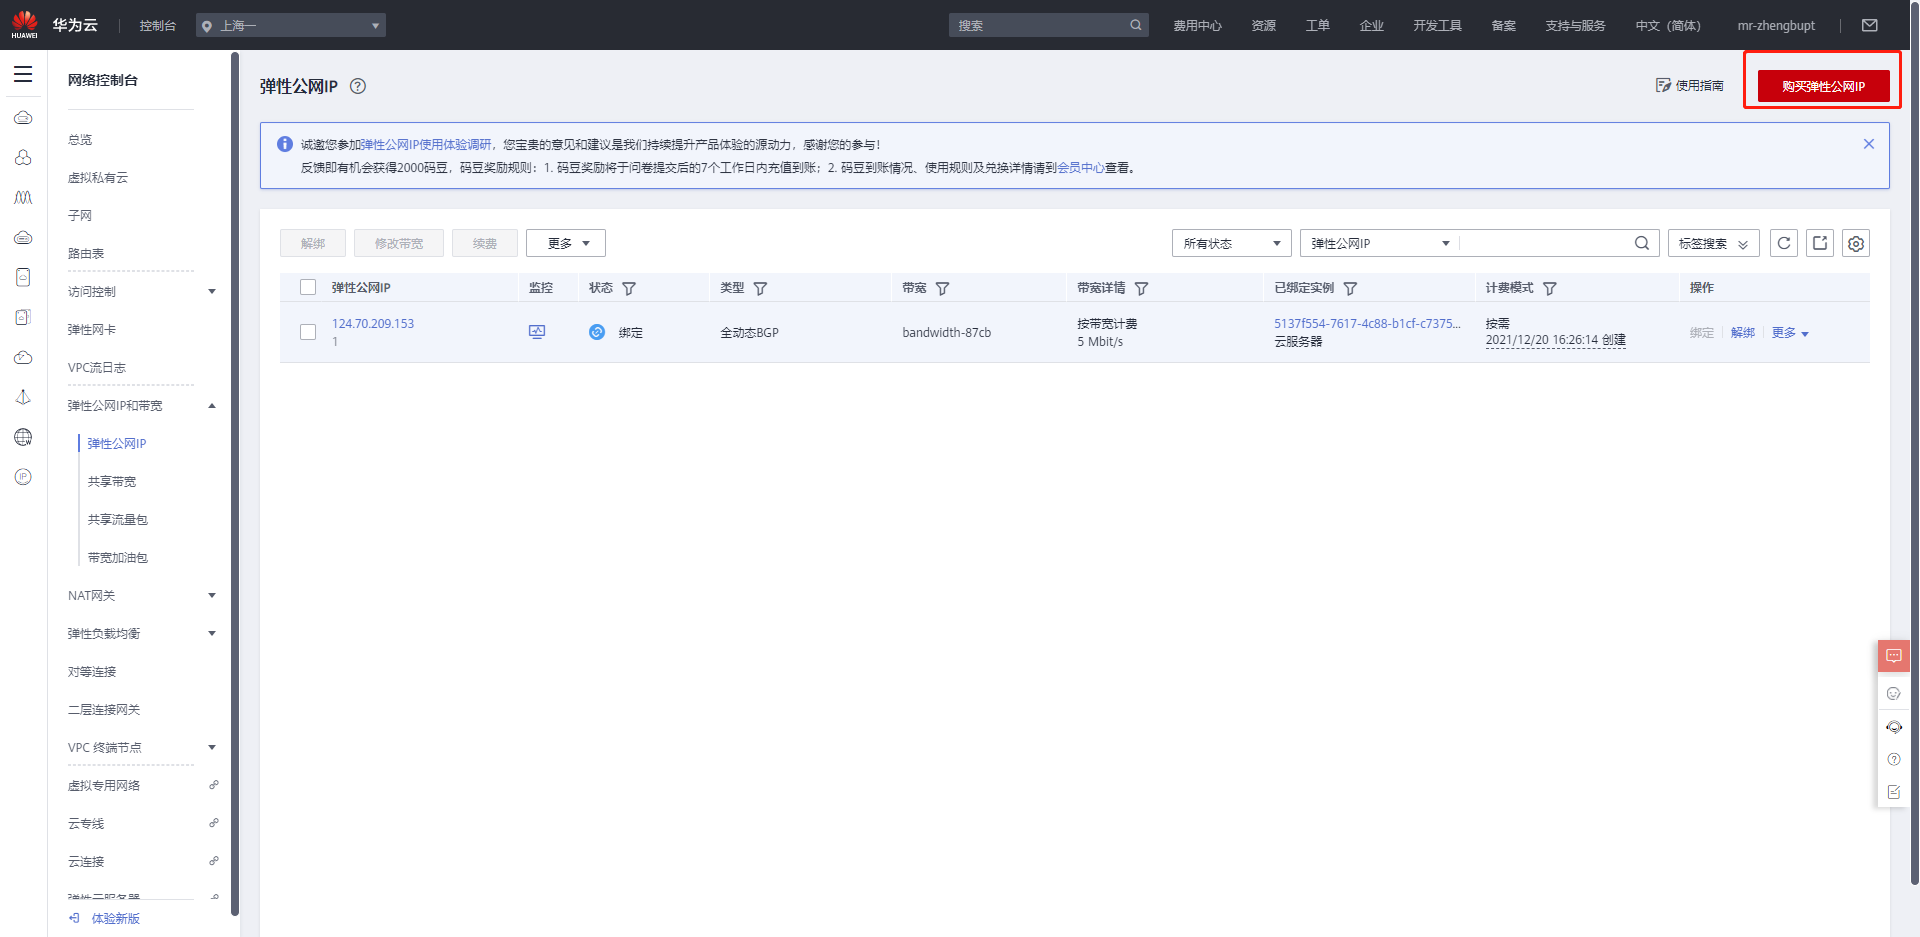 HUAWEI
华为云
控制台
上海一
搜索
费用中心
资源
工单
企业
开发工具
备案
支持与服务
中文（简体）
mr-zhengbupt
网络控制台
总览
虚拟私有云
子网
路由表
访问控制
弹性网卡
VPC流日志
弹性公网IP和带宽
弹性公网IP
共享带宽
共享流量包
带宽加油包
NAT网关
弹性负载均衡
对等连接
二层连接网关
VPC 终端节点
虚拟专用网络
云专线
云连接
弹性云服务器
体验新版
弹性公网IP
使用指南
购买弹性公网IP
诚邀您参加弹性公网IP使用体验调研，您宝贵的意见和建议是我们持续提升产品体验的源动力，感谢您的参与！
反馈即有机会获得2000码豆，码豆奖励规则：1. 码豆奖励将于问卷提交后的7个工作日内充值到账；2. 码豆到账情况、使用规则及兑换详情请到会员中心查看。
解绑
修改带宽
续费
更多
所有状态
弹性公网IP
标签搜索
弹性公网IP
监控
状态
类型
带宽
带宽详情
已绑定实例
计费模式
操作
124.70.209.153
1
绑定
全动态BGP
bandwidth-87cb
按带宽计费
5 Mbit/s
5137f554-7617-4c88-b1cf-c7375...
云服务器
按需
2021/12/20 16:26:14 创建
绑定
解绑
更多